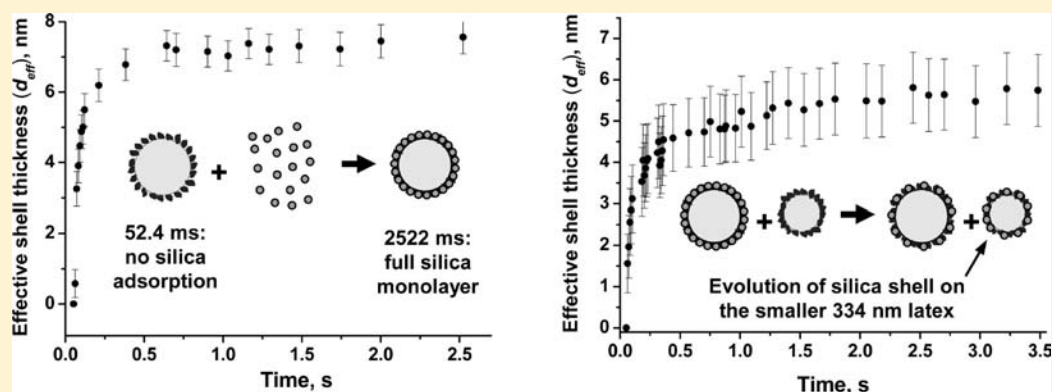 Effective shell thickness (d_eff), nm
8
6
4
2
0
52.4 ms:
no silica
adsorption
+
2522 ms:
full silica
monolayer
0.0 0.5 1.0 1.5 2.0 2.5
Time, s
Effective shell thickness (d_eff), nm
7
6
5
4
3
2
1
0
+ +
Evolution of silica shell on
the smaller 334 nm latex
0.0 0.5 1.0 1.5 2.0 2.5 3.0 3.5
Time, s